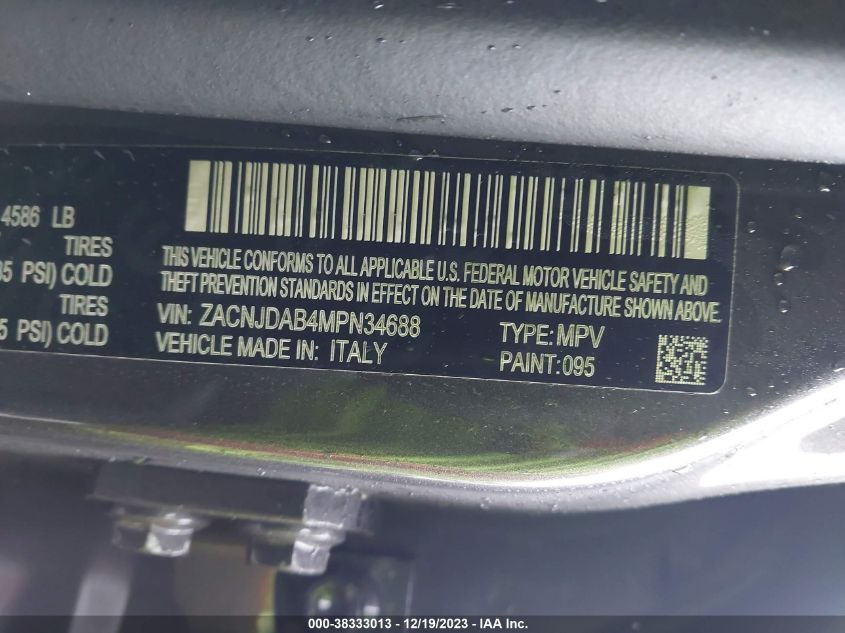 4586 LB
TIRES
PSI) COLD
TIRES
PSI) COLD
THIS VEHICLE CONFORMS TO ALL APPLICABLE U.S. FEDERAL MOTOR VEHICLE SAFETY AND
THEFT PREVENTION STANDARDS IN EFFECT ON THE DATE OF MANUFACTURE SHOWN ABOVE.
VIN: ZACNJDAB4MPN34688 TYPE: MPV
VEHICLE MADE IN: ITALY PAINT: 095
000-38333013 - 12/19/2023 - IAA Inc.